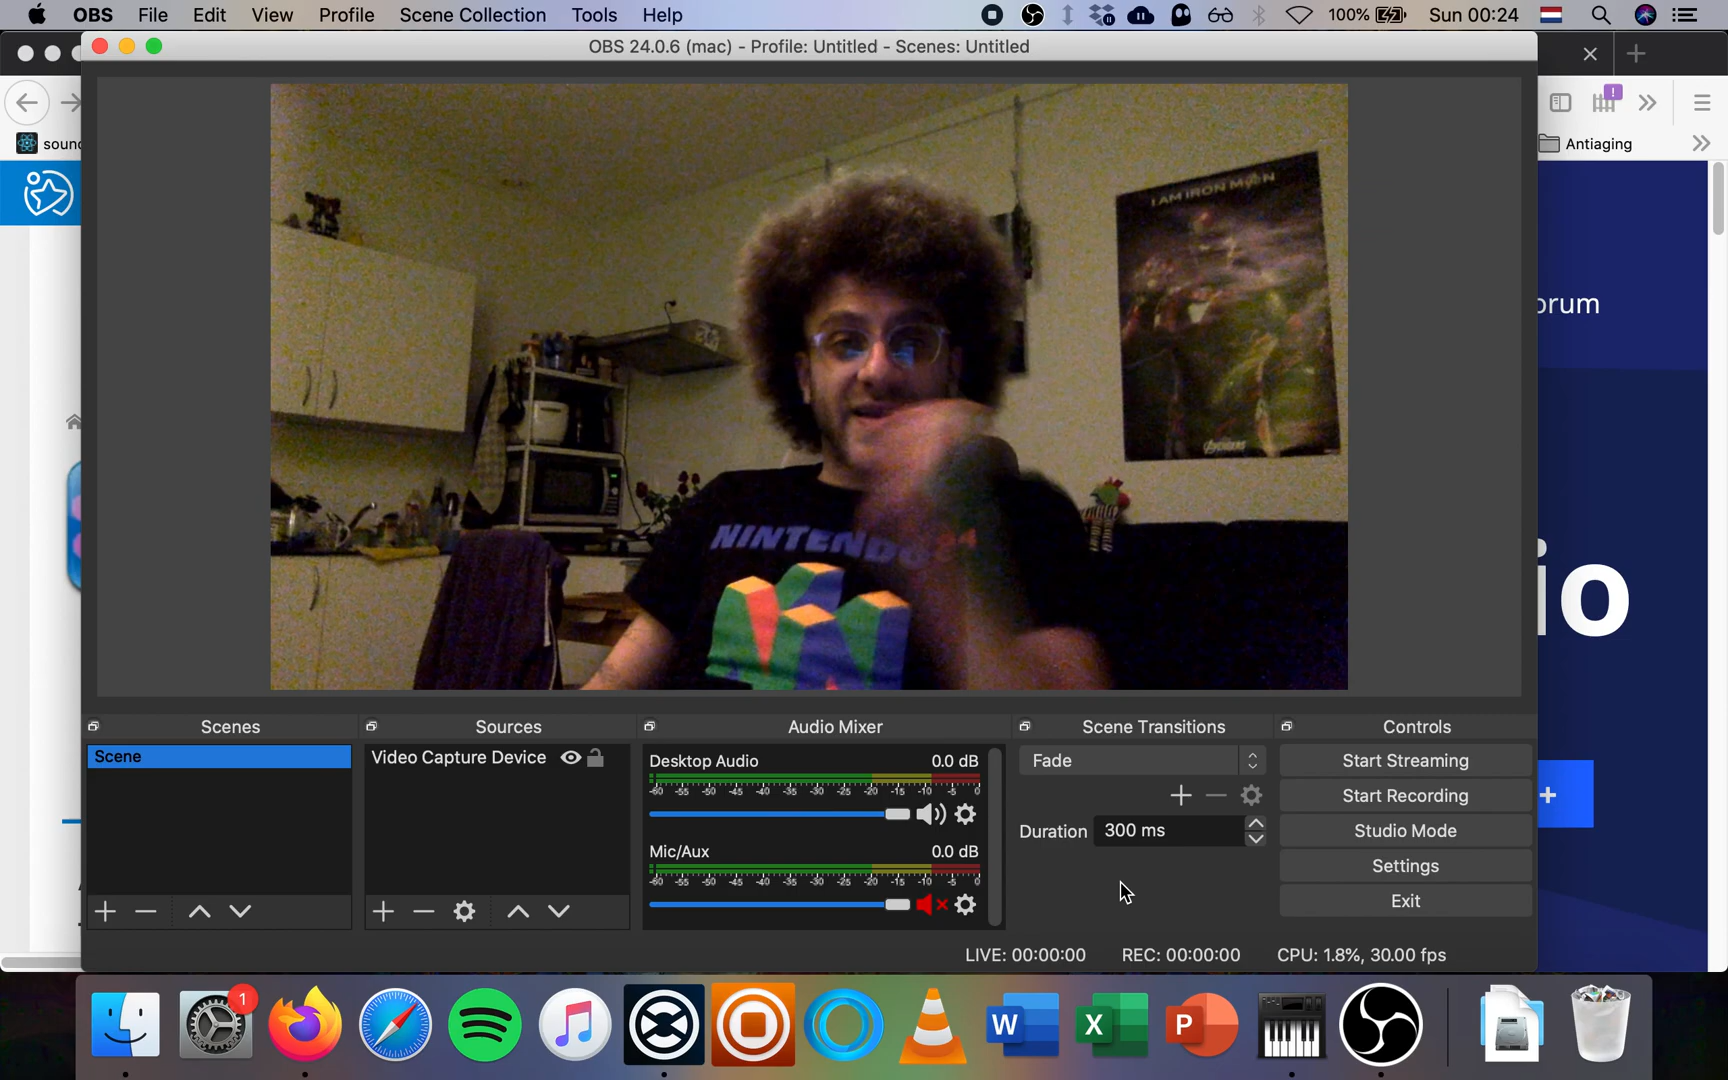 OBS File Edit View Profile Scene Collection Tools Help 100% Sun 00:24
OBS 24.0.6 (mac) - Profile: Untitled - Scenes: Untitled
Antiaging
I AM IRON MAN
AVENGERS
NINTENDO
io
Scenes Sources Audio Mixer Scene Transitions Controls
Scene
Video Capture Device
Desktop Audio 0.0 dB
-60 -55 -50 -45 -40 -35 -30 -25 -20 -15 -10 -5 0
Mic/Aux 0.0 dB
-60 -55 -50 -45 -40 -35 -30 -25 -20 -15 -10 -5 0
Fade
Duration 300 ms
Start Streaming
Start Recording
Studio Mode
Settings
Exit
LIVE: 00:00:00 REC: 00:00:00 CPU: 1.8%, 30.00 fps
1
W X P